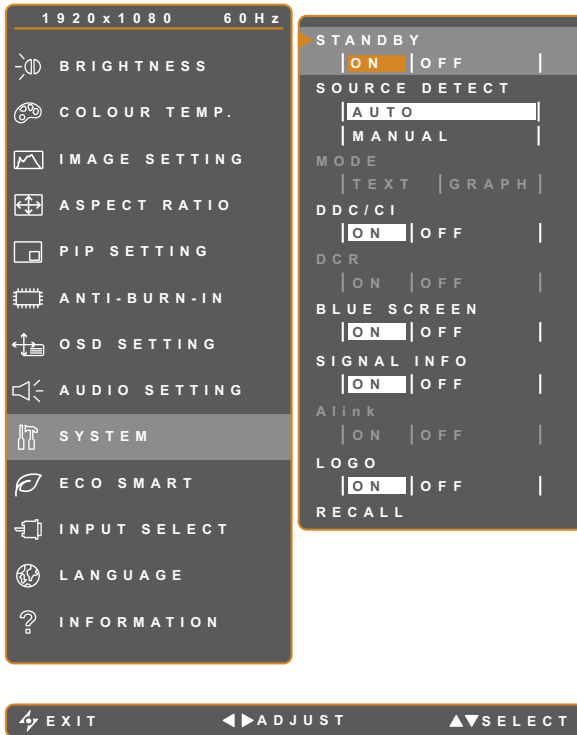 1920x1080 60Hz
BRIGHTNESS
COLOUR TEMP.
IMAGE SETTING
ASPECT RATIO
PIP SETTING
ANTI-BURN-IN
OSD SETTING
AUDIO SETTING
SYSTEM
ECO SMART
INPUT SELECT
LANGUAGE
INFORMATION
STANDBY
ON OFF
SOURCE DETECT
AUTO
MANUAL
MODE
TEXT GRAPH
DDC/CI
ON OFF
DCR
ON OFF
BLUE SCREEN
ON OFF
SIGNAL INFO
ON OFF
Alink
ON OFF
LOGO
ON OFF
RECALL
EXIT ADJUST SELECT